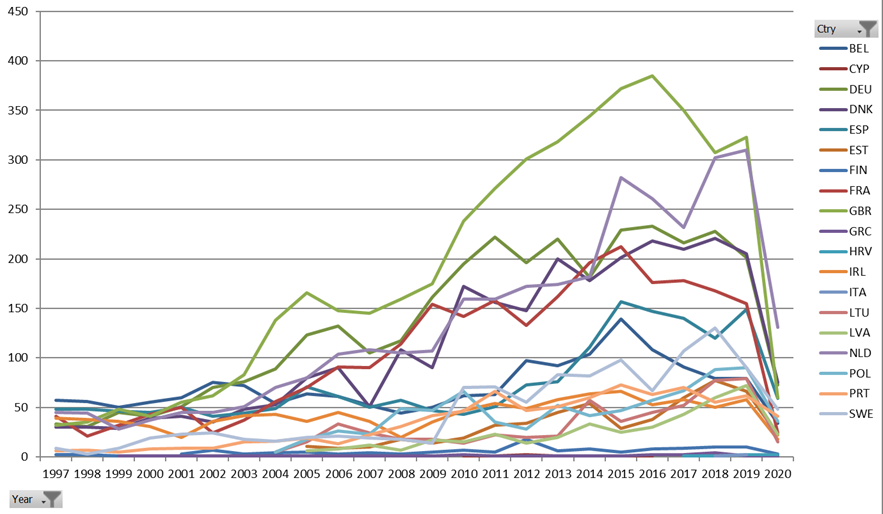 450
400
350
300
250
200
150
100
50
0
1997 1998 1999 2000 2001 2002 2003 2004 2005 2006 2007 2008 2009 2010 2011 2012 2013 2014 2015 2016 2017 2018 2019 2020
Year
Ctry
BEL
CYP
DEU
DNK
ESP
EST
FIN
FRA
GBR
GRC
HRV
IRL
ITA
LTU
LVA
NLD
POL
PRT
SWE